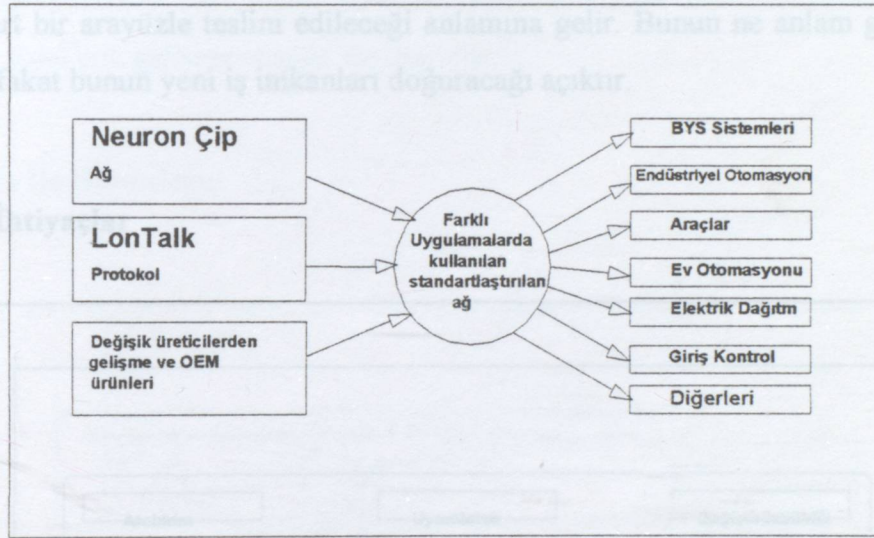 bir arayüzle teslim edileceği anlamına gelir. Bunun ne anlam
fakat bunun yeni iş imkanları doğuracağı açıktır.
Neuron Çip
Ağ
LonTalk
Protokol
Değişik üreticilerden
gelişme ve OEM
ürünleri
Farklı
Uygulamalarda
kullanılan
standartlaştırılan
ağ
BYS Sistemleri
Endüstriyel Otomasyon
Araçlar
Ev Otomasyonu
Elektrik Dağıtm
Giriş Kontrol
Diğerleri
İhtiyaçlar